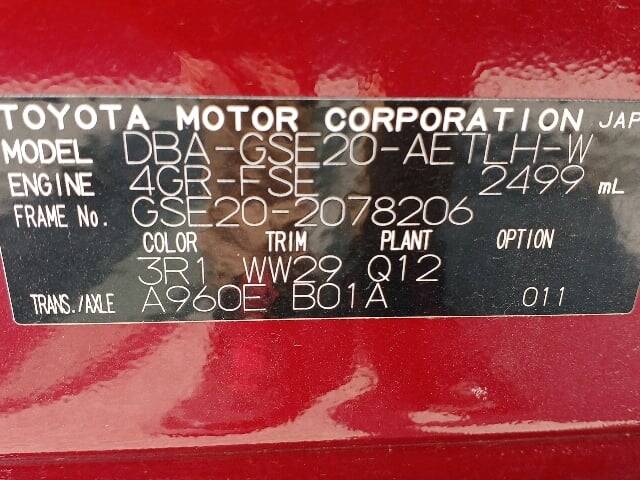 TOYOTA MOTOR CORPORATION JAP
MODEL DBA-GSE20-AETLH-W
ENGINE 4GR-FSE 2499 mL
FRAME No. GSE20-2078206
COLOR TRIM PLANT OPTION
3R1 WW29 Q12
TRANS./AXLE A960E B01A 011